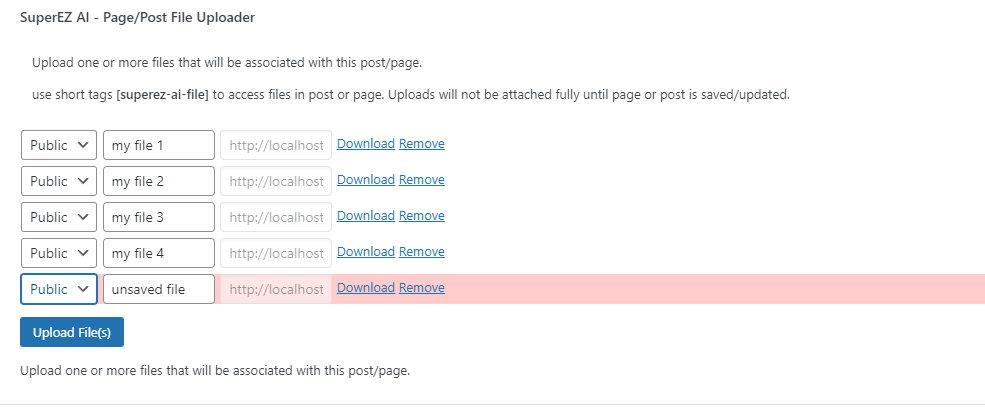 SuperEZ AI - Page/Post File Uploader
Upload one or more files that will be associated with this post/page.
use short tags [superez-ai-file] to access files in post or page. Uploads will not be attached fully until page or post is saved/updated.
Public my file 1 http://localhost Download Remove
Public my file 2 http://localhost Download Remove
Public my file 3 http://localhost Download Remove
Public my file 4 http://localhost Download Remove
Public unsaved file http://localhost Download Remove
Upload File(s)
Upload one or more files that will be associated with this post/page.